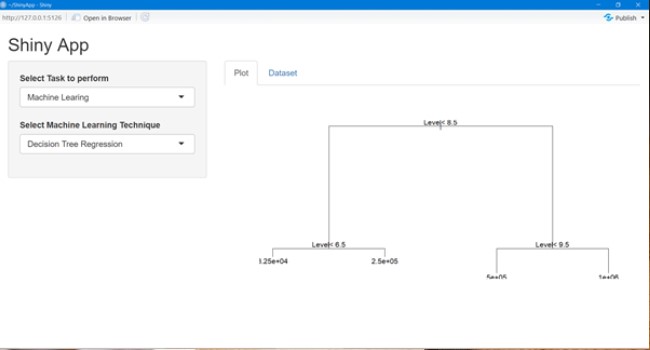 ~/ShinyApp - Shiny
http://127.0.0.1:5126
Open in Browser
Publish
Shiny App
Select Task to perform
Machine Learing
Select Machine Learning Technique
Decision Tree Regression
Plot
Dataset
Level< 8.5
Level< 6.5
Level< 9.5
.25e+04
2.5e+05
5e+05
1e+06